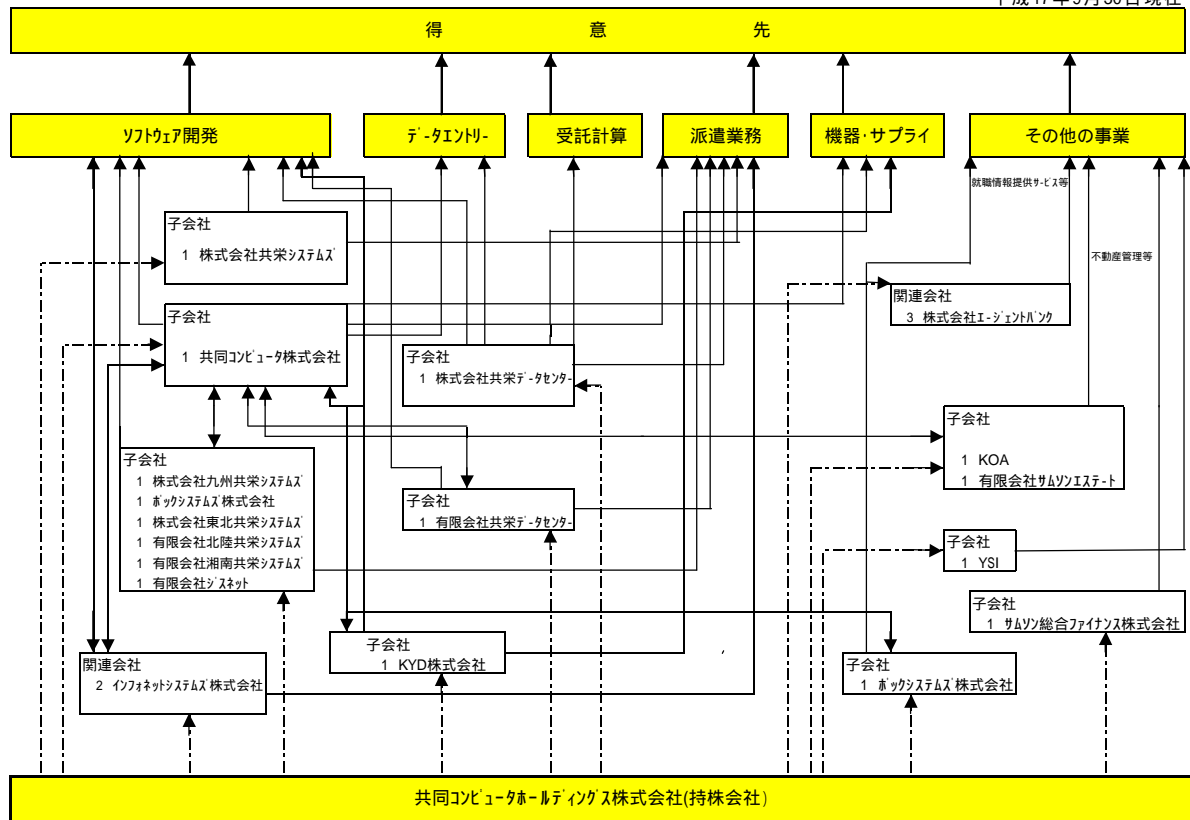 平成17年9月30日現在
得意先
ソフトウェア開発
データエントリー
受託計算
派遣業務
機器・サプライ
その他の事業
就職情報提供サービス等
子会社
1 株式会社共栄システムズ
不動産管理等
関連会社
3 株式会社エージェントバンク
子会社
1 共同コンピュータ株式会社
子会社
1 株式会社共栄データセンター
子会社
1 KOA
1 有限会社サムソンエステート
子会社
1 株式会社九州共栄システムズ
1 ボックシステムズ株式会社
1 株式会社東北共栄システムズ
1 有限会社北陸共栄システムズ
1 有限会社湘南共栄システムズ
1 有限会社ジスネット
子会社
1 有限会社共栄データセンター
子会社
1 YSI
子会社
1 サムソン総合ファイナンス株式会社
子会社
1 KYD株式会社
関連会社
2 インフォネットシステムズ株式会社
子会社
1 ボックシステムズ株式会社
共同コンピュータホールディングス株式会社(持株会社)